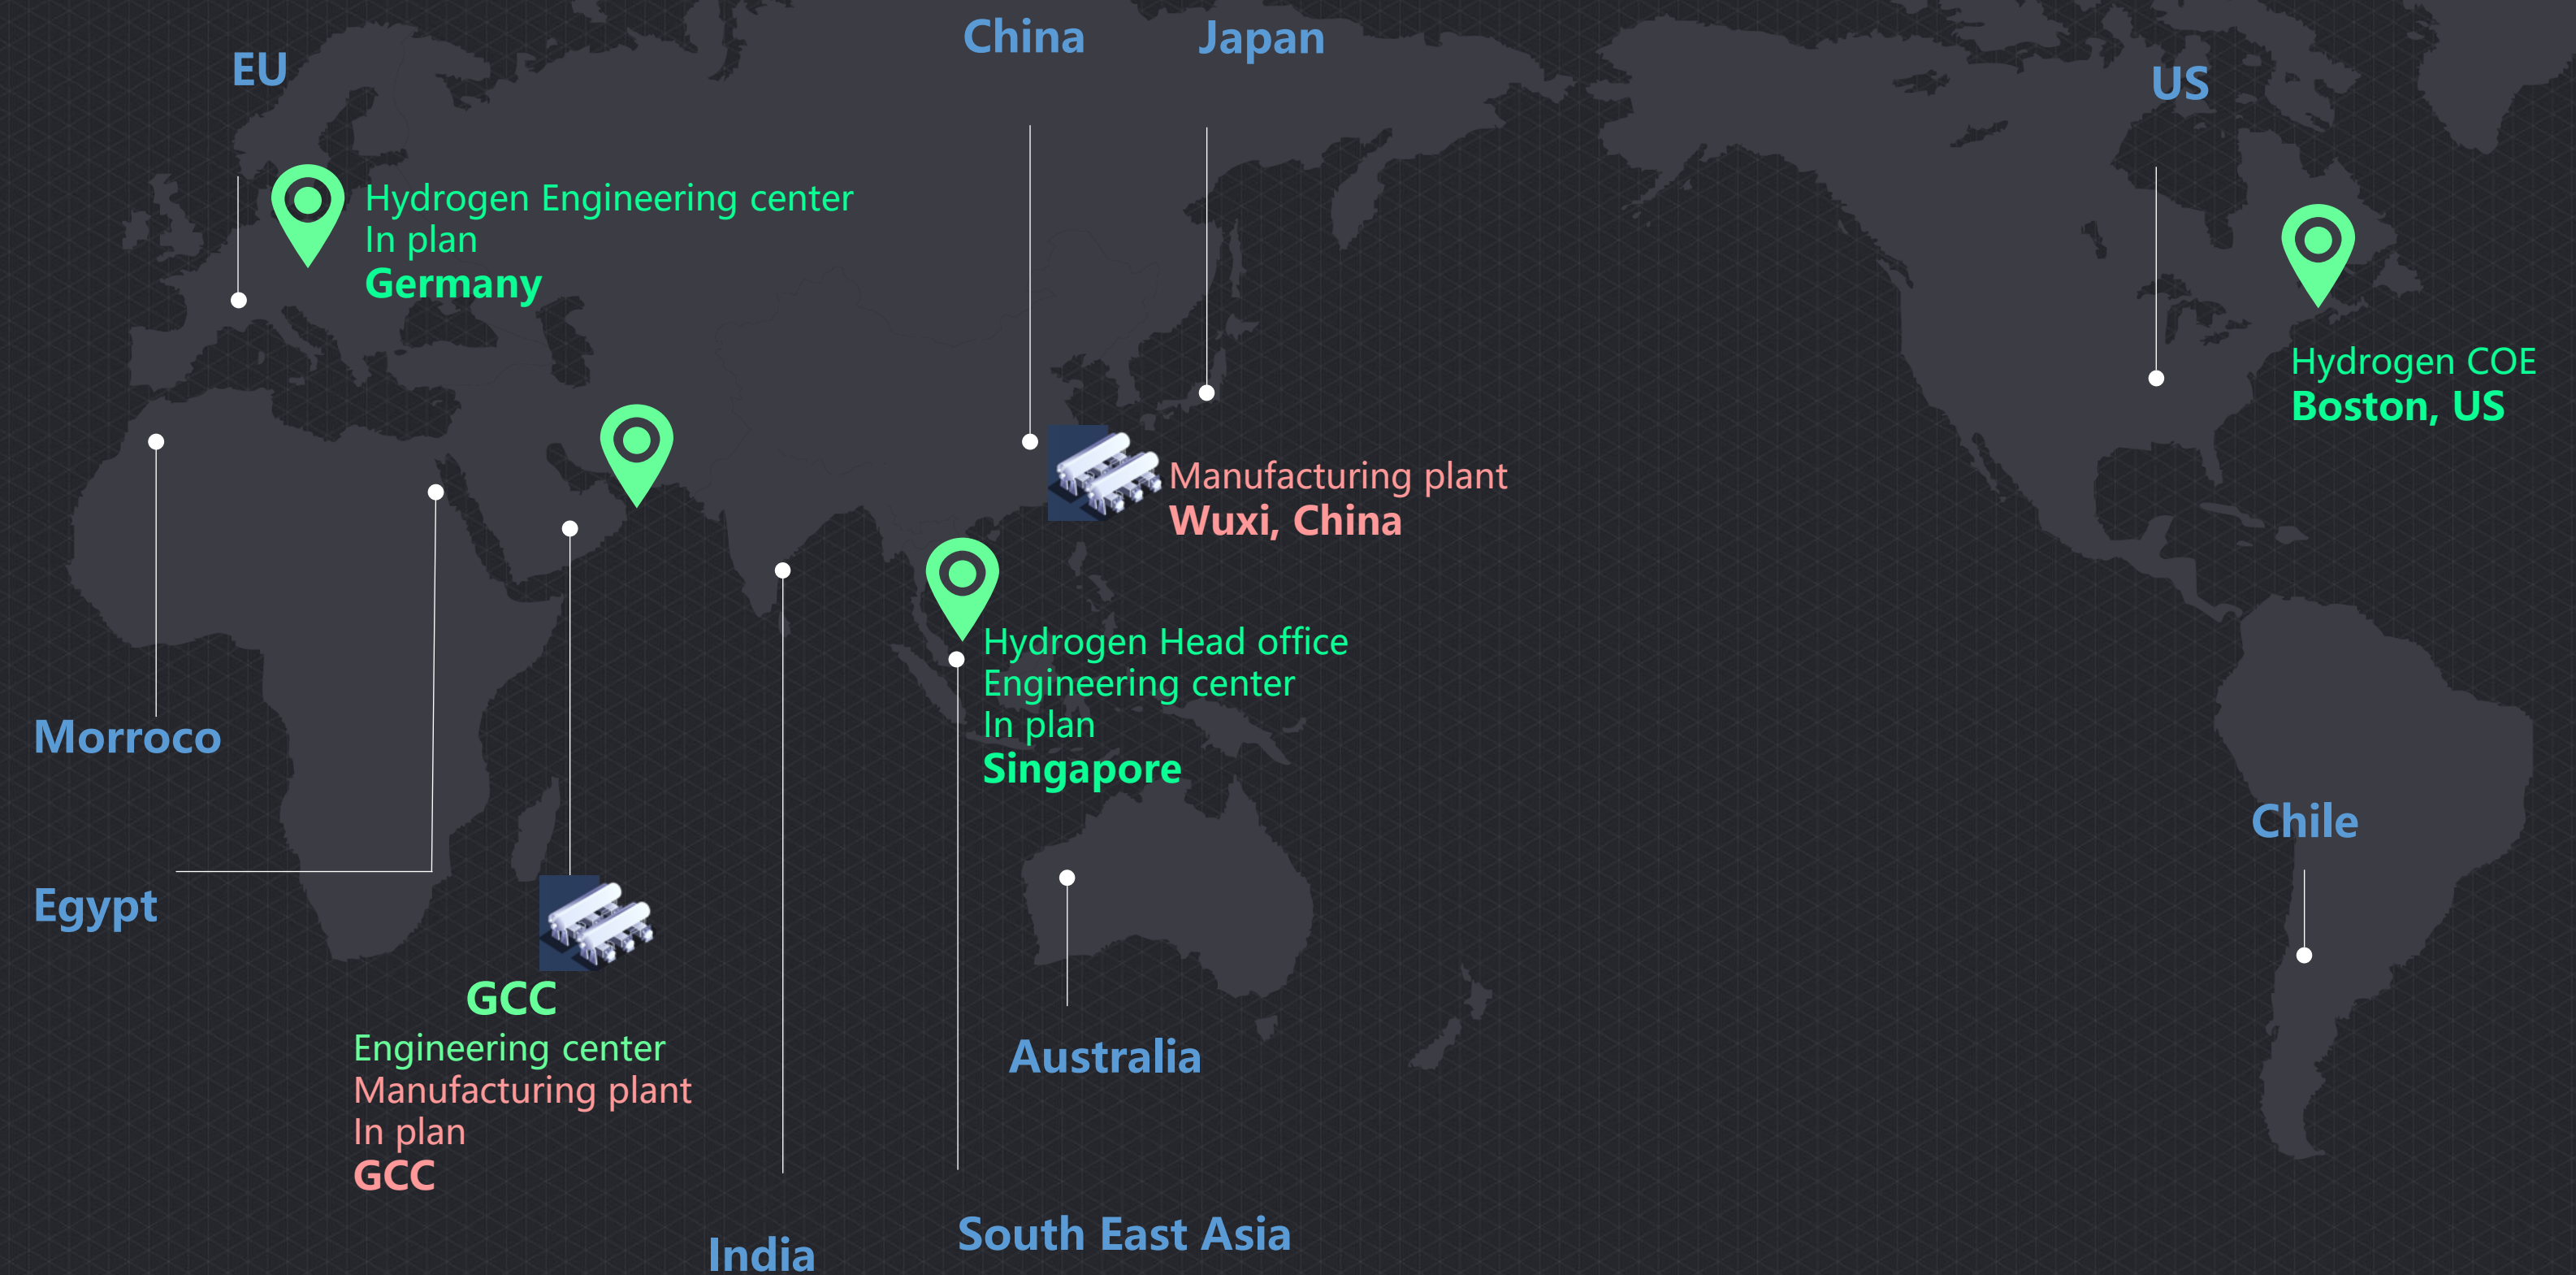 China
Japan
EU
US
Hydrogen Engineering center
In plan
Germany
Hydrogen COE
Boston, US
Manufacturing plant
Wuxi, China
Hydrogen Head office
Engineering center
In plan
Singapore
Morroco
Chile
Egypt
GCC
Engineering center
Manufacturing plant
In plan
GCC
Australia
South East Asia
India